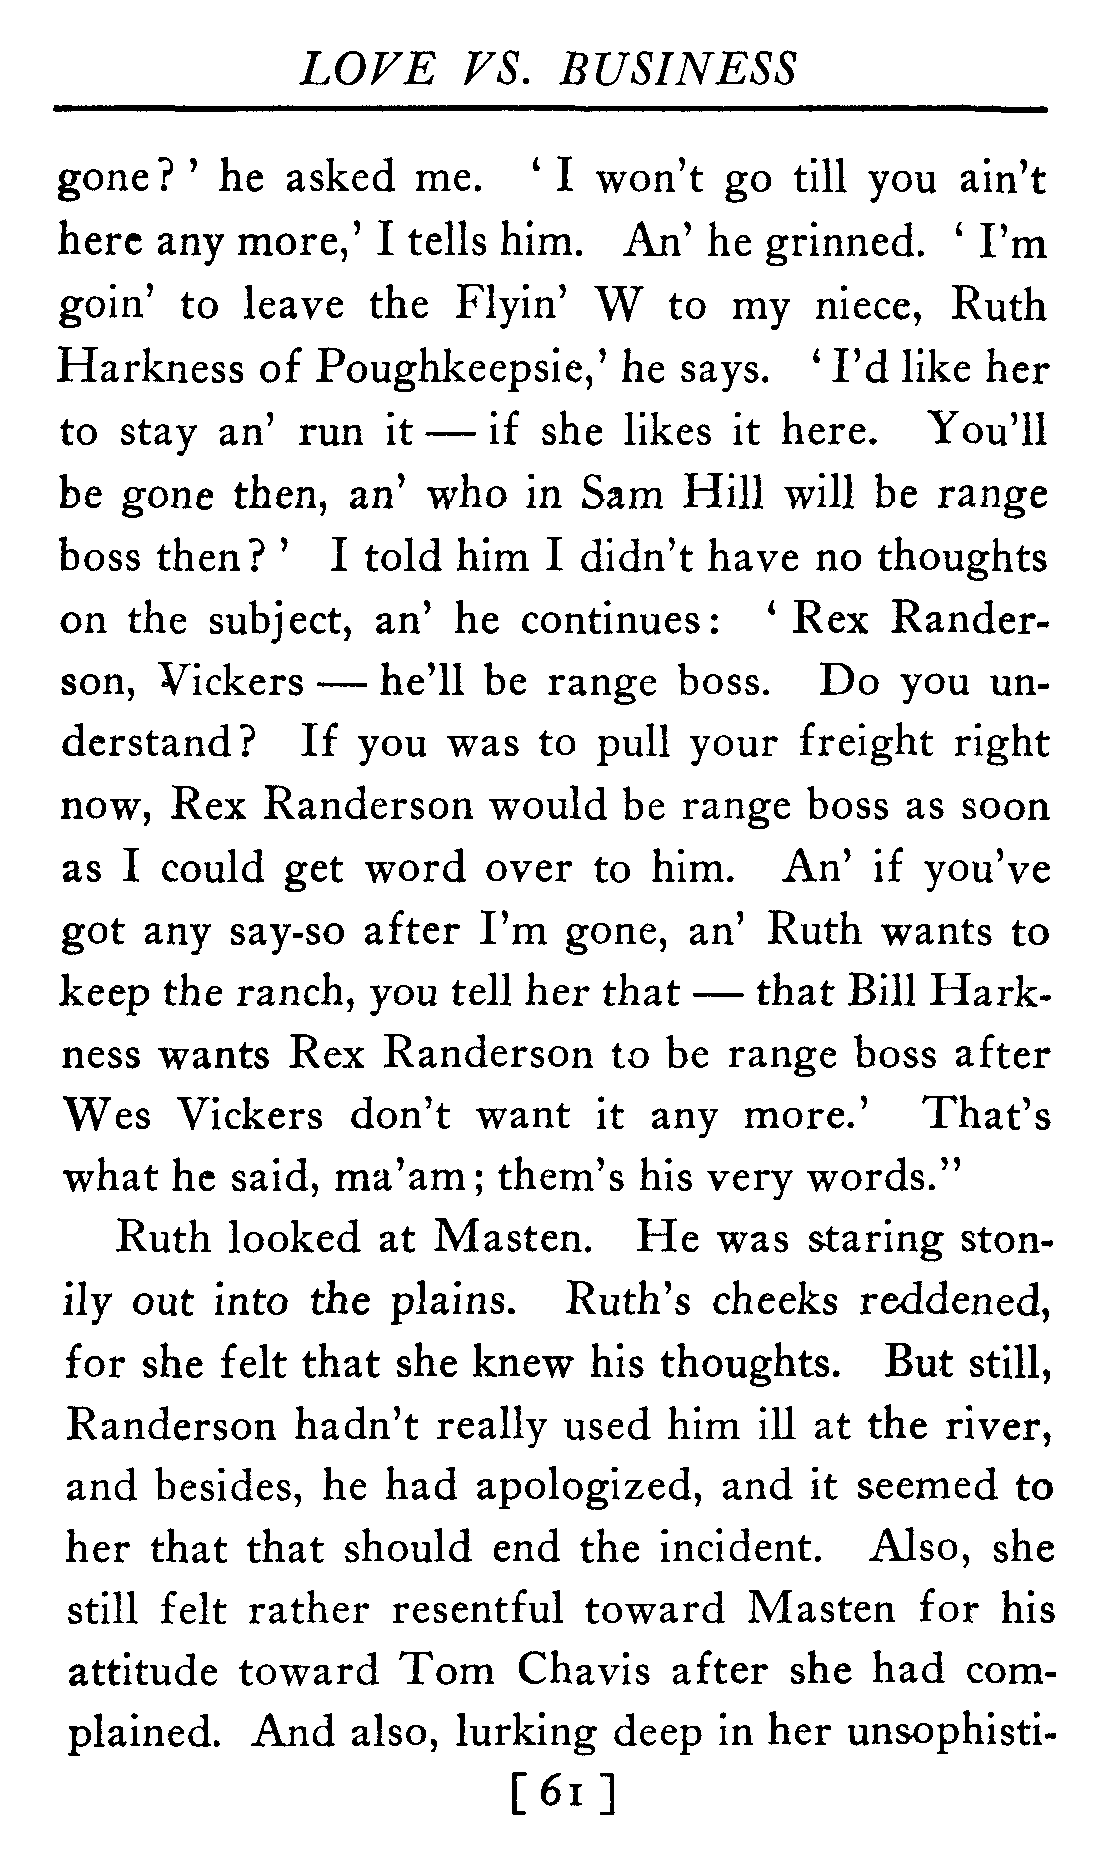 LOVE VS. BUSINESS
gone? ' he asked me. ' I won't go till you ain't
here any more,' I tells him. An' he grinned. ' I'm
goin' to leave the Flyin' W to my niece, Ruth
Harkness of Poughkeepsie,' he says. ' I'd like her
to stay an' run it — if she likes it here. You'll
be gone then, an' who in Sam Hill will be range
boss then? ' I told him I didn't have no thoughts
on the subject, an' he continues: ' Rex Rander-
son, Vickers — he'll be range boss. Do you un-
derstand? If you was to pull your freight right
now, Rex Randerson would be range boss as soon
as I could get word over to him. An' if you've
got any say-so after I'm gone, an' Ruth wants to
keep the ranch, you tell her that — that Bill Hark-
ness wants Rex Randerson to be range boss after
Wes Vickers don't want it any more.' That's
what he said, ma'am; them's his very words."
Ruth looked at Masten. He was staring ston-
ily out into the plains. Ruth's cheeks reddened,
for she felt that she knew his thoughts. But still,
Randerson hadn't really used him ill at the river,
and besides, he had apologized, and it seemed to
her that that should end the incident. Also, she
still felt rather resentful toward Masten for his
attitude toward Tom Chavis after she had com-
plained. And also, lurking deep in her unsophisti-
[ 61 ]